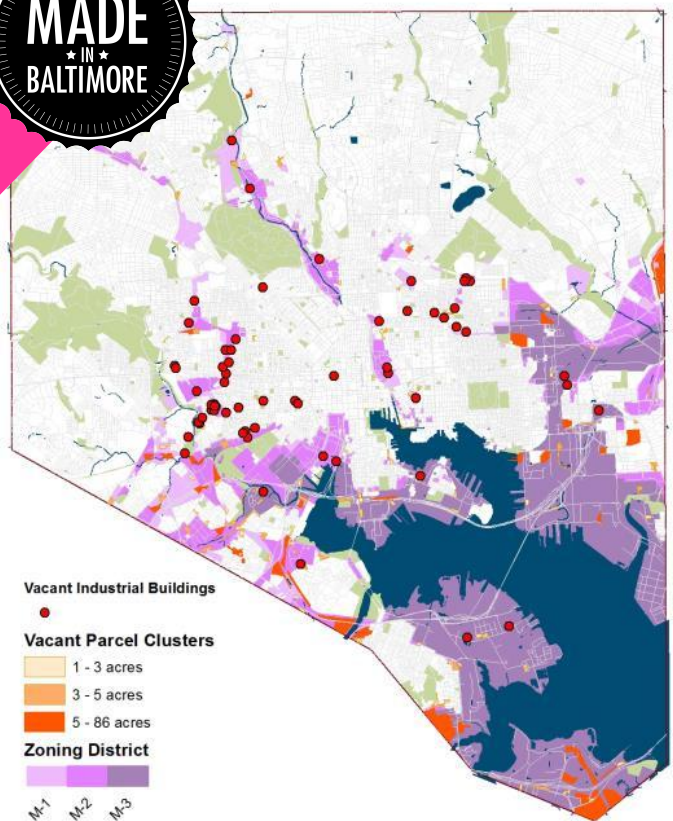 MADE
★ IN ★
BALTIMORE
Vacant Industrial Buildings
Vacant Parcel Clusters
1 - 3 acres
3 - 5 acres
5 - 86 acres
Zoning District
M-1 M-2 M-3